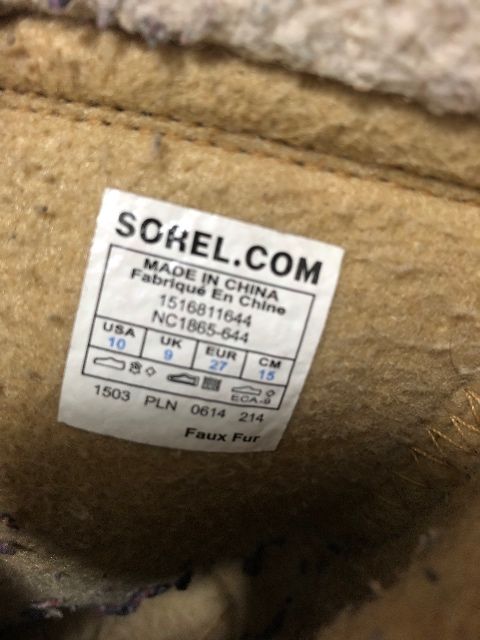 SOREL.COM
MADE IN CHINA
Fabriqué En Chine
1516811644
NC1865-644
USA UK EUR CM
10 9 27 15
ECA-9
1503 PLN 0614 214
Faux Fur